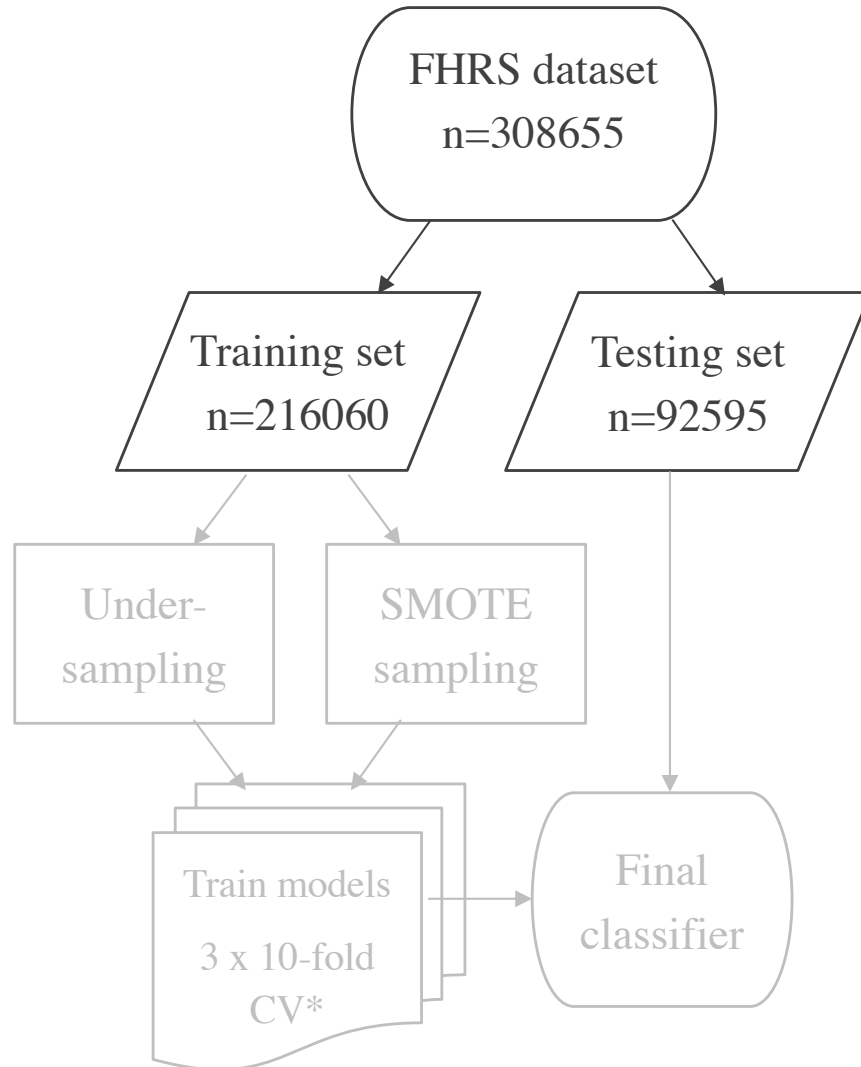 FHRS dataset
n=308655
Training set
n=216060
Testing set
n=92595
Under-
sampling
SMOTE
sampling
Train models
3 x 10-fold
CV*
Final
classifier